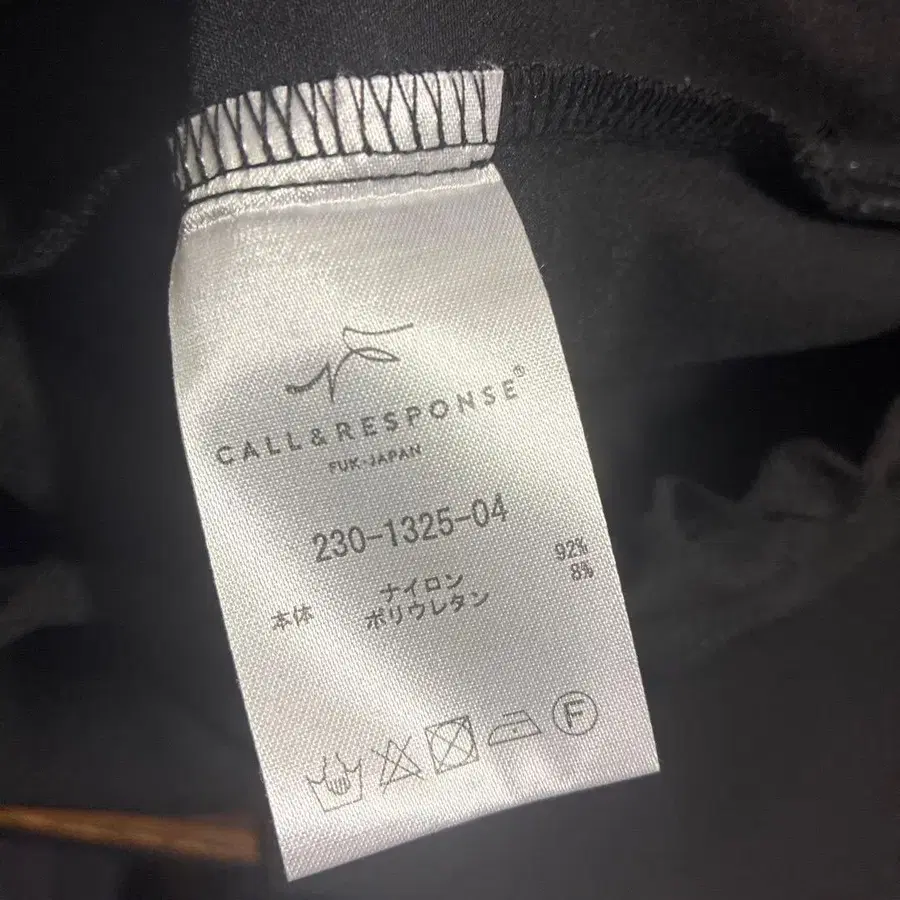 CALL&RESPONSE®
FUK-JAPAN
230-1325-04
本体 ナイロン 92%
ポリウレタン 8%
F